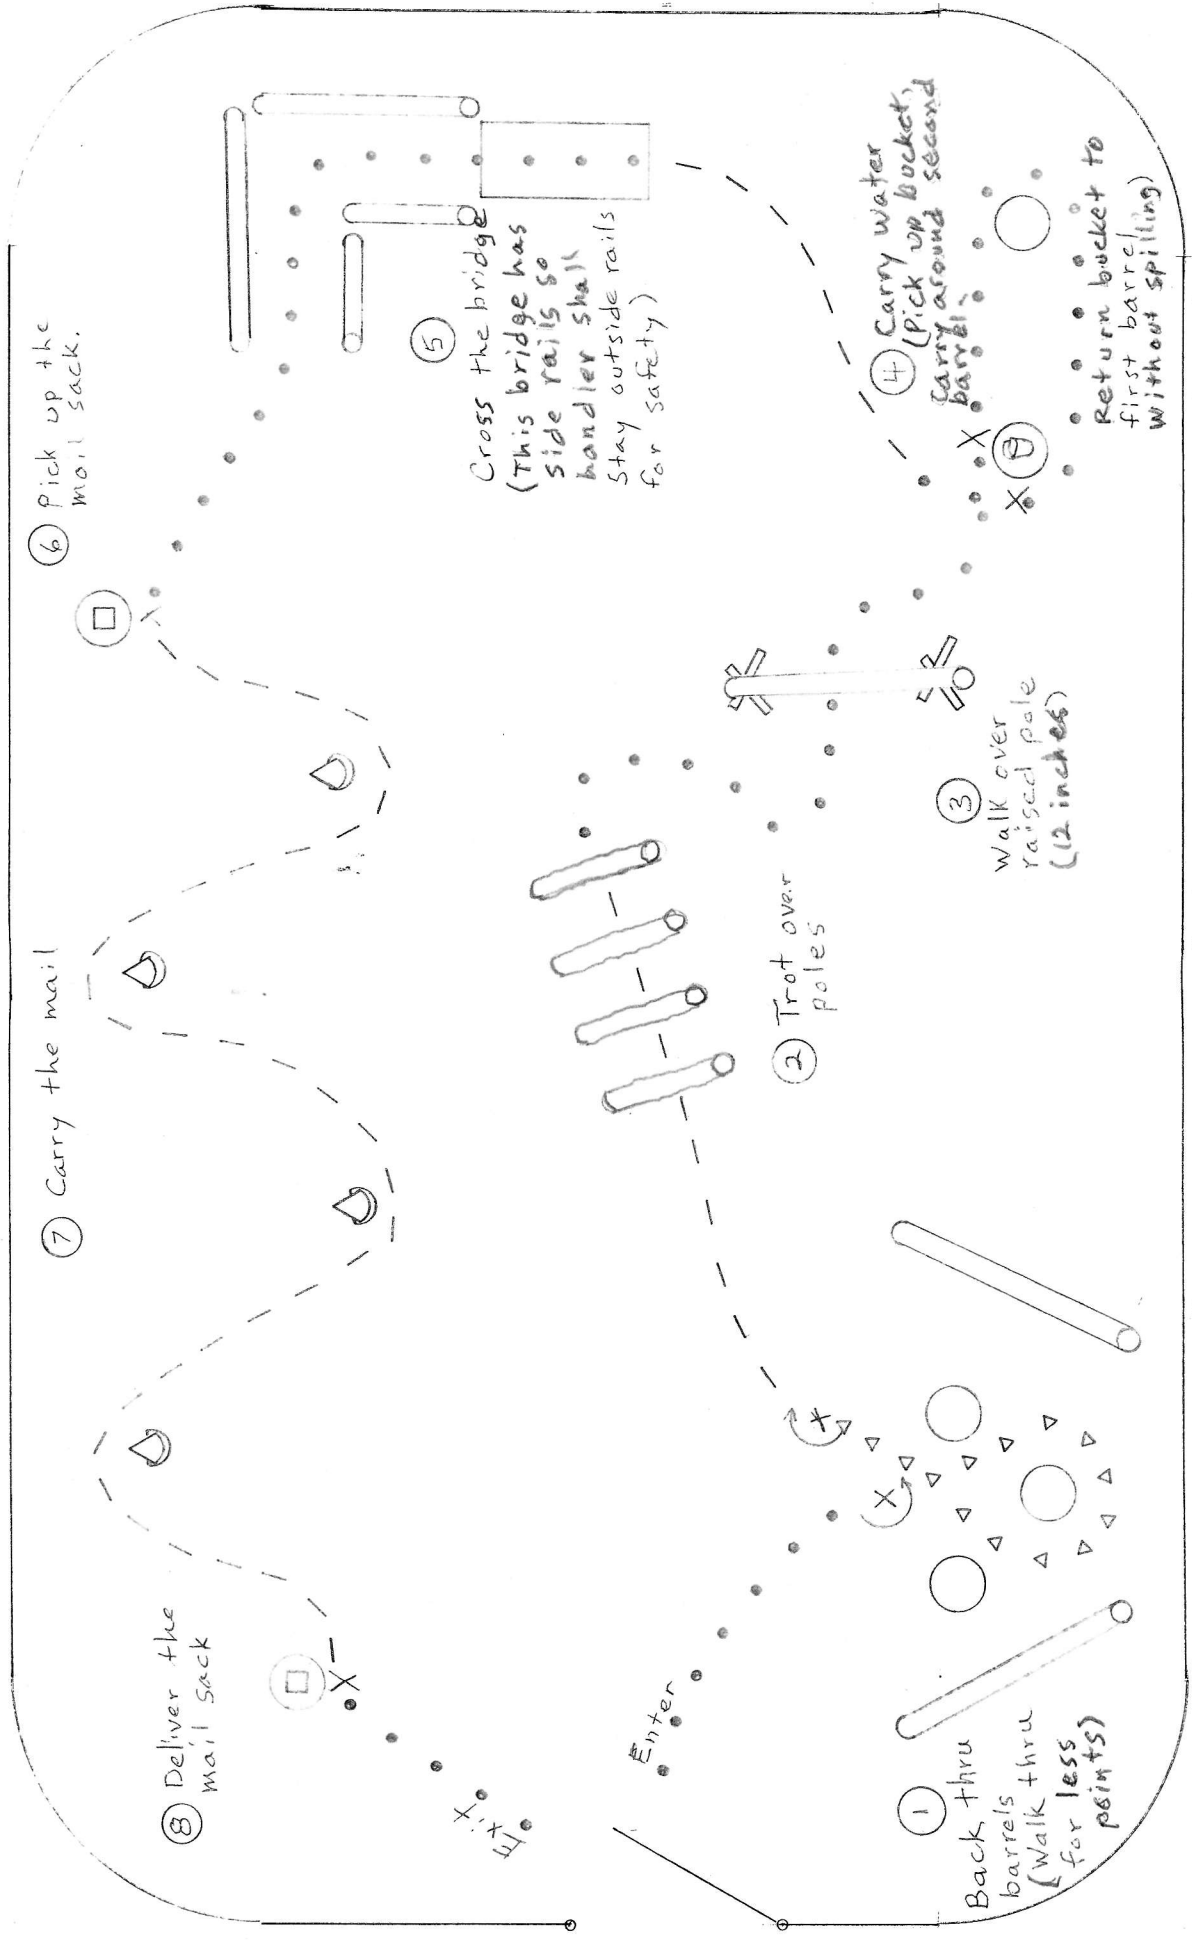 Enter
①
Back thru
barrels
(Walk thru
for less
points)
②
Trot over
poles
③
Walk over
raised pole
(12 inches)
④
Carry water
(Pick up bucket,
Carry around second
barrel.
Return bucket to
first barrel
without spilling)
⑤
Cross the bridge
(This bridge has
side rails so
handler shall
Stay outside rails
for safety)
⑥
Pick up the
mail sack.
⑦
Carry the mail
⑧
Deliver the
mail sack
Exit
X
X
X
X
X